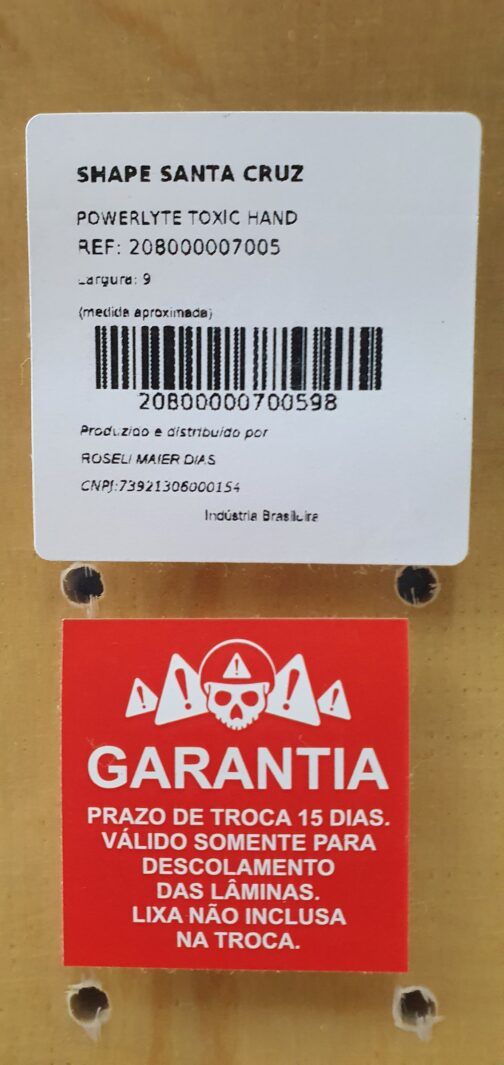 SHAPE SANTA CRUZ
POWERLYTE TOXIC HAND
REF: 208000007005
Largura: 9
(medida aproximada)
20800000700598
Produzido e distribuido por
ROSELI MAIER DIAS
CNPJ:73921306000154
Indústria Brasileira
GARANTIA
PRAZO DE TROCA 15 DIAS.
VÁLIDO SOMENTE PARA
DESCOLAMENTO
DAS LÂMINAS.
LIXA NÃO INCLUSA
NA TROCA.